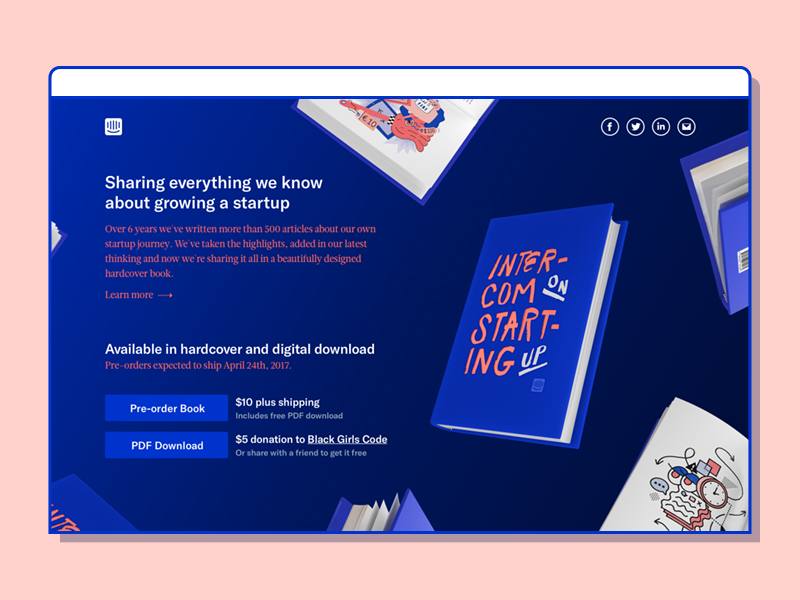 Sharing everything we know
about growing a startup
Over 6 years we've written more than 500 articles about our own
startup journey. We've taken the highlights, added in our latest
thinking and now we're sharing it all in a beautifully designed
hardcover book.
Learn more →
INTER-
COM ON
START-
ING UP
Available in hardcover and digital download
Pre-orders expected to ship April 24th, 2017.
Pre-order Book
$10 plus shipping
Includes free PDF download
PDF Download
$5 donation to Black Girls Code
Or share with a friend to get it free
INTE